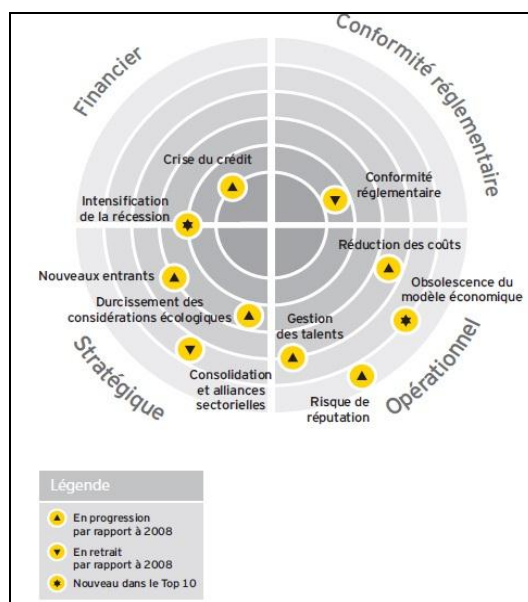 Financier
Conformité réglementaire
Crise du crédit
Conformité
réglementaire
Intensification
de la récession
Réduction des coûts
Nouveaux entrants
Obsolescence du
modèle économique
Durcissement des
considérations écologiques
Gestion
des talents
Stratégique
Consolidation
et alliances
sectorielles
Opérationnel
Risque de
réputation
Légende
En progression
par rapport à 2008
En retrait
par rapport à 2008
Nouveau dans le Top 10